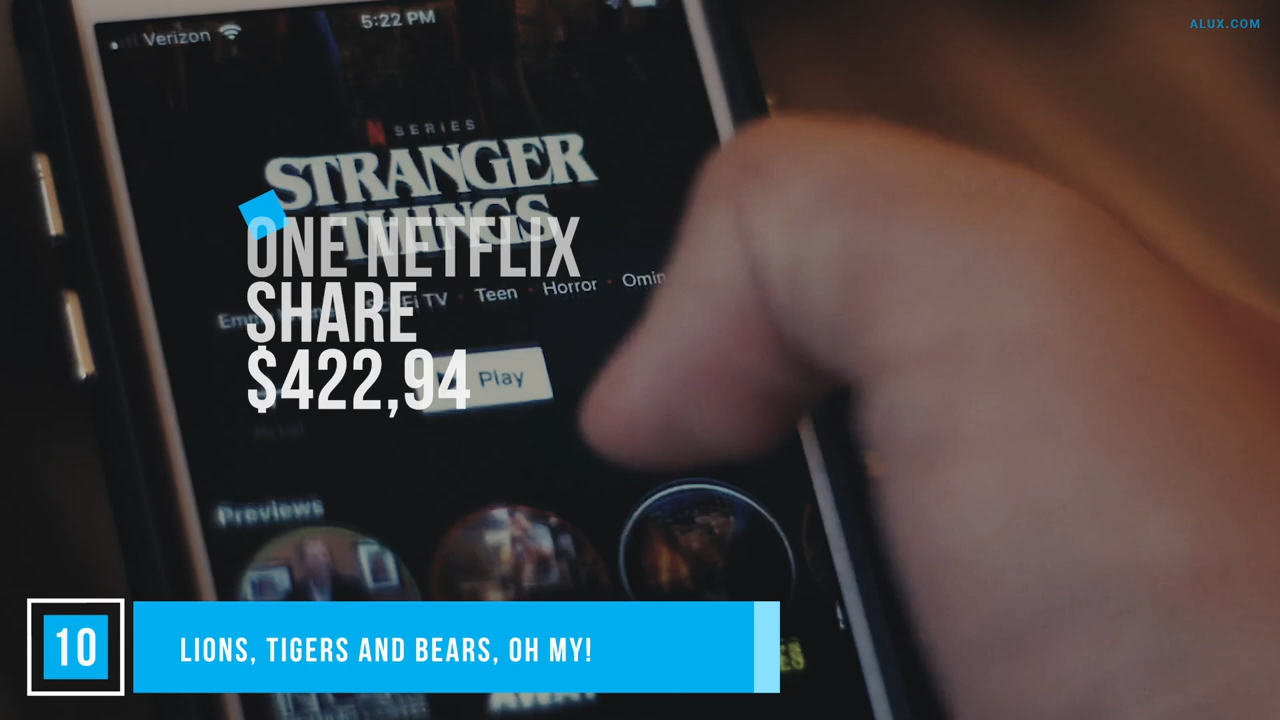 ALUX.COM
Verizon
5:22 PM
N SERIES
STRANGER
THINGS
ONE NETFLIX
Teen • Horror •
SHARE
$422,94
Play
Previews
10
LIONS, TIGERS AND BEARS, OH MY!